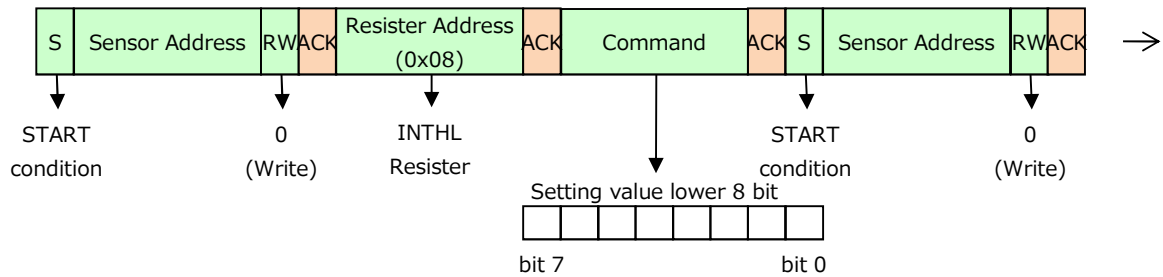 S Sensor Address RW ACK Resister Address (0x08) ACK Command ACK S Sensor Address RW ACK
START condition
0 (Write)
INTHL Resister
START condition
0 (Write)
Setting value lower 8 bit
bit 7 bit 0